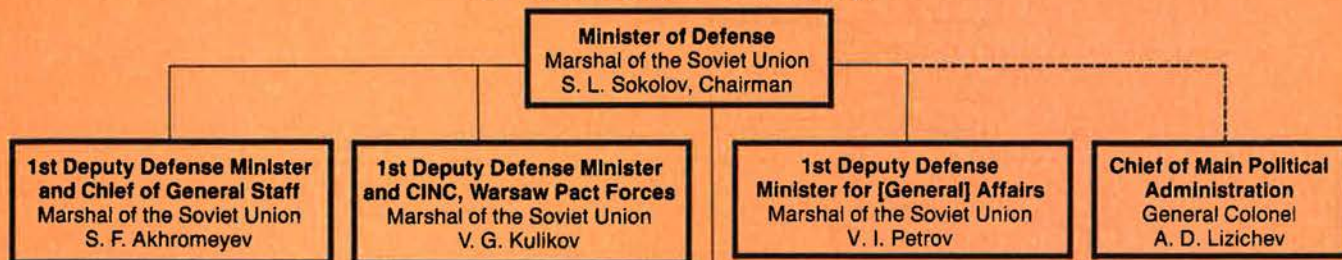 Minister of Defense
Marshal of the Soviet Union
S. L. Sokolov, Chairman
1st Deputy Defense Minister
and Chief of General Staff
Marshal of the Soviet Union
S. F. Akhromeyev
1st Deputy Defense Minister
and CINC, Warsaw Pact Forces
Marshal of the Soviet Union
V. G. Kulikov
1st Deputy Defense
Minister for [General] Affairs
Marshal of the Soviet Union
V. I. Petrov
Chief of Main Political
Administration
General Colonel
A. D. Lizichev